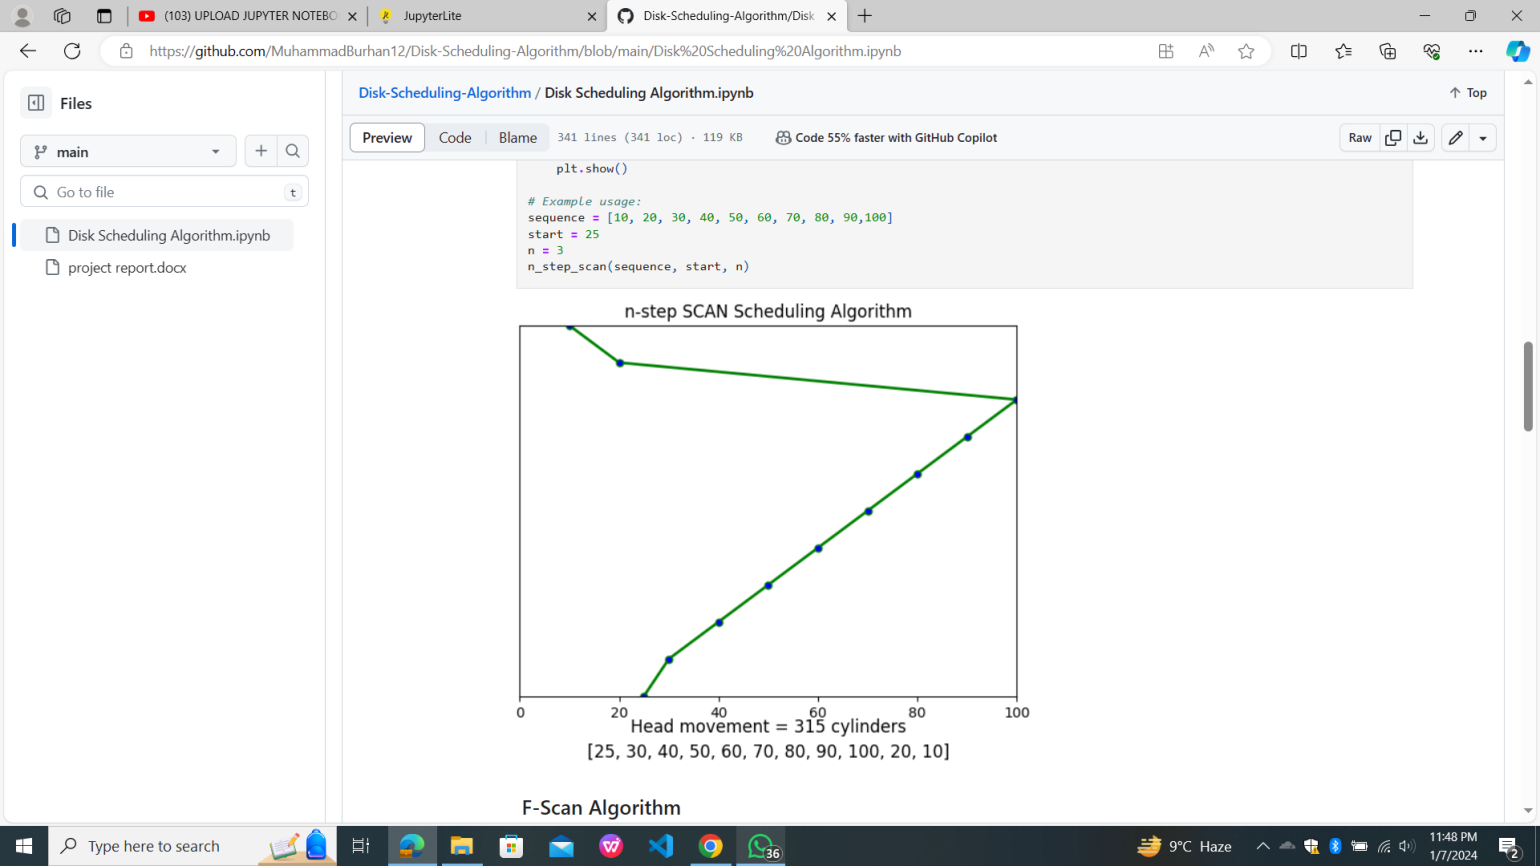 (103) UPLOAD JUPYTER NOTEBO
JupyterLite
Disk-Scheduling-Algorithm/Disk
https://github.com/MuhammadBurhan12/Disk-Scheduling-Algorithm/blob/main/Disk%20Scheduling%20Algorithm.ipynb
Files
main
Go to file
t
Disk Scheduling Algorithm.ipynb
project report.docx
Disk-Scheduling-Algorithm / Disk Scheduling Algorithm.ipynb
Top
Preview
Code
Blame
341 lines (341 loc) · 119 KB
Code 55% faster with GitHub Copilot
Raw
plt.show()
# Example usage:
sequence = [10, 20, 30, 40, 50, 60, 70, 80, 90,100]
start = 25
n = 3
n_step_scan(sequence, start, n)
n-step SCAN Scheduling Algorithm
0 20 40 60 80 100
Head movement = 315 cylinders
[25, 30, 40, 50, 60, 70, 80, 90, 100, 20, 10]
F-Scan Algorithm
Type here to search
36
9°C Haze
11:48 PM
1/7/2024
2